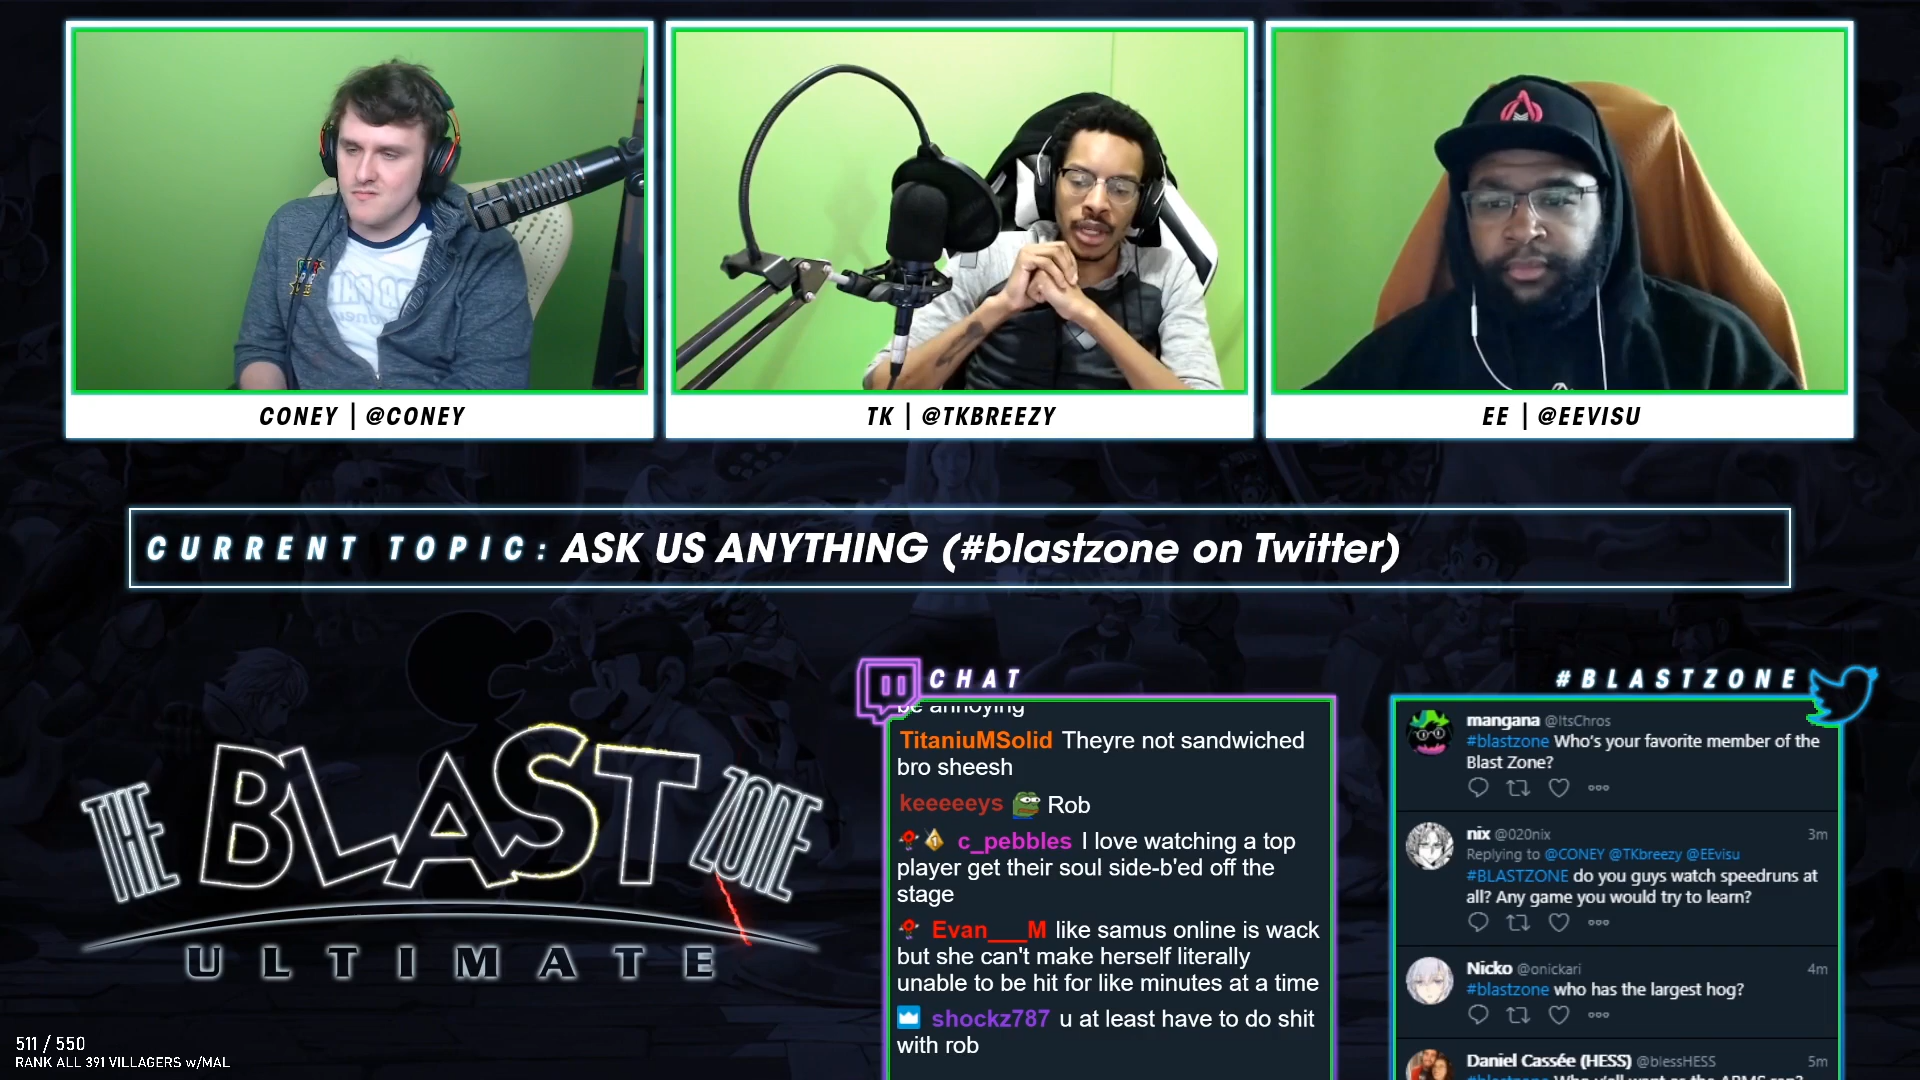 CONEY | @CONEY
TK | @TKBREEZY
EE | @EEVISU
CURRENT TOPIC: ASK US ANYTHING (#blastzone on Twitter)
THE BLAST ZONE
ULTIMATE
511 / 550
RANK ALL 391 VILLAGERS w/MAL
CHAT
be annoying
TitaniuMSolid Theyre not sandwiched
bro sheesh
keeeeeys Rob
c_pebbles I love watching a top
player get their soul side-b'ed off the
stage
Evan___M like samus online is wack
but she can't make herself literally
unable to be hit for like minutes at a time
shockz787 u at least have to do shit
with rob
#BLASTZONE
mangana @ItsChros
#blastzone Who's your favorite member of the
Blast Zone?
nix @020nix 3m
Replying to @CONEY @TKbreezy @EEvisu
#BLASTZONE do you guys watch speedruns at
all? Any game you would try to learn?
Nicko @onickari 4m
#blastzone who has the largest hog?
Daniel Cassée (HESS) @blessHESS 5m